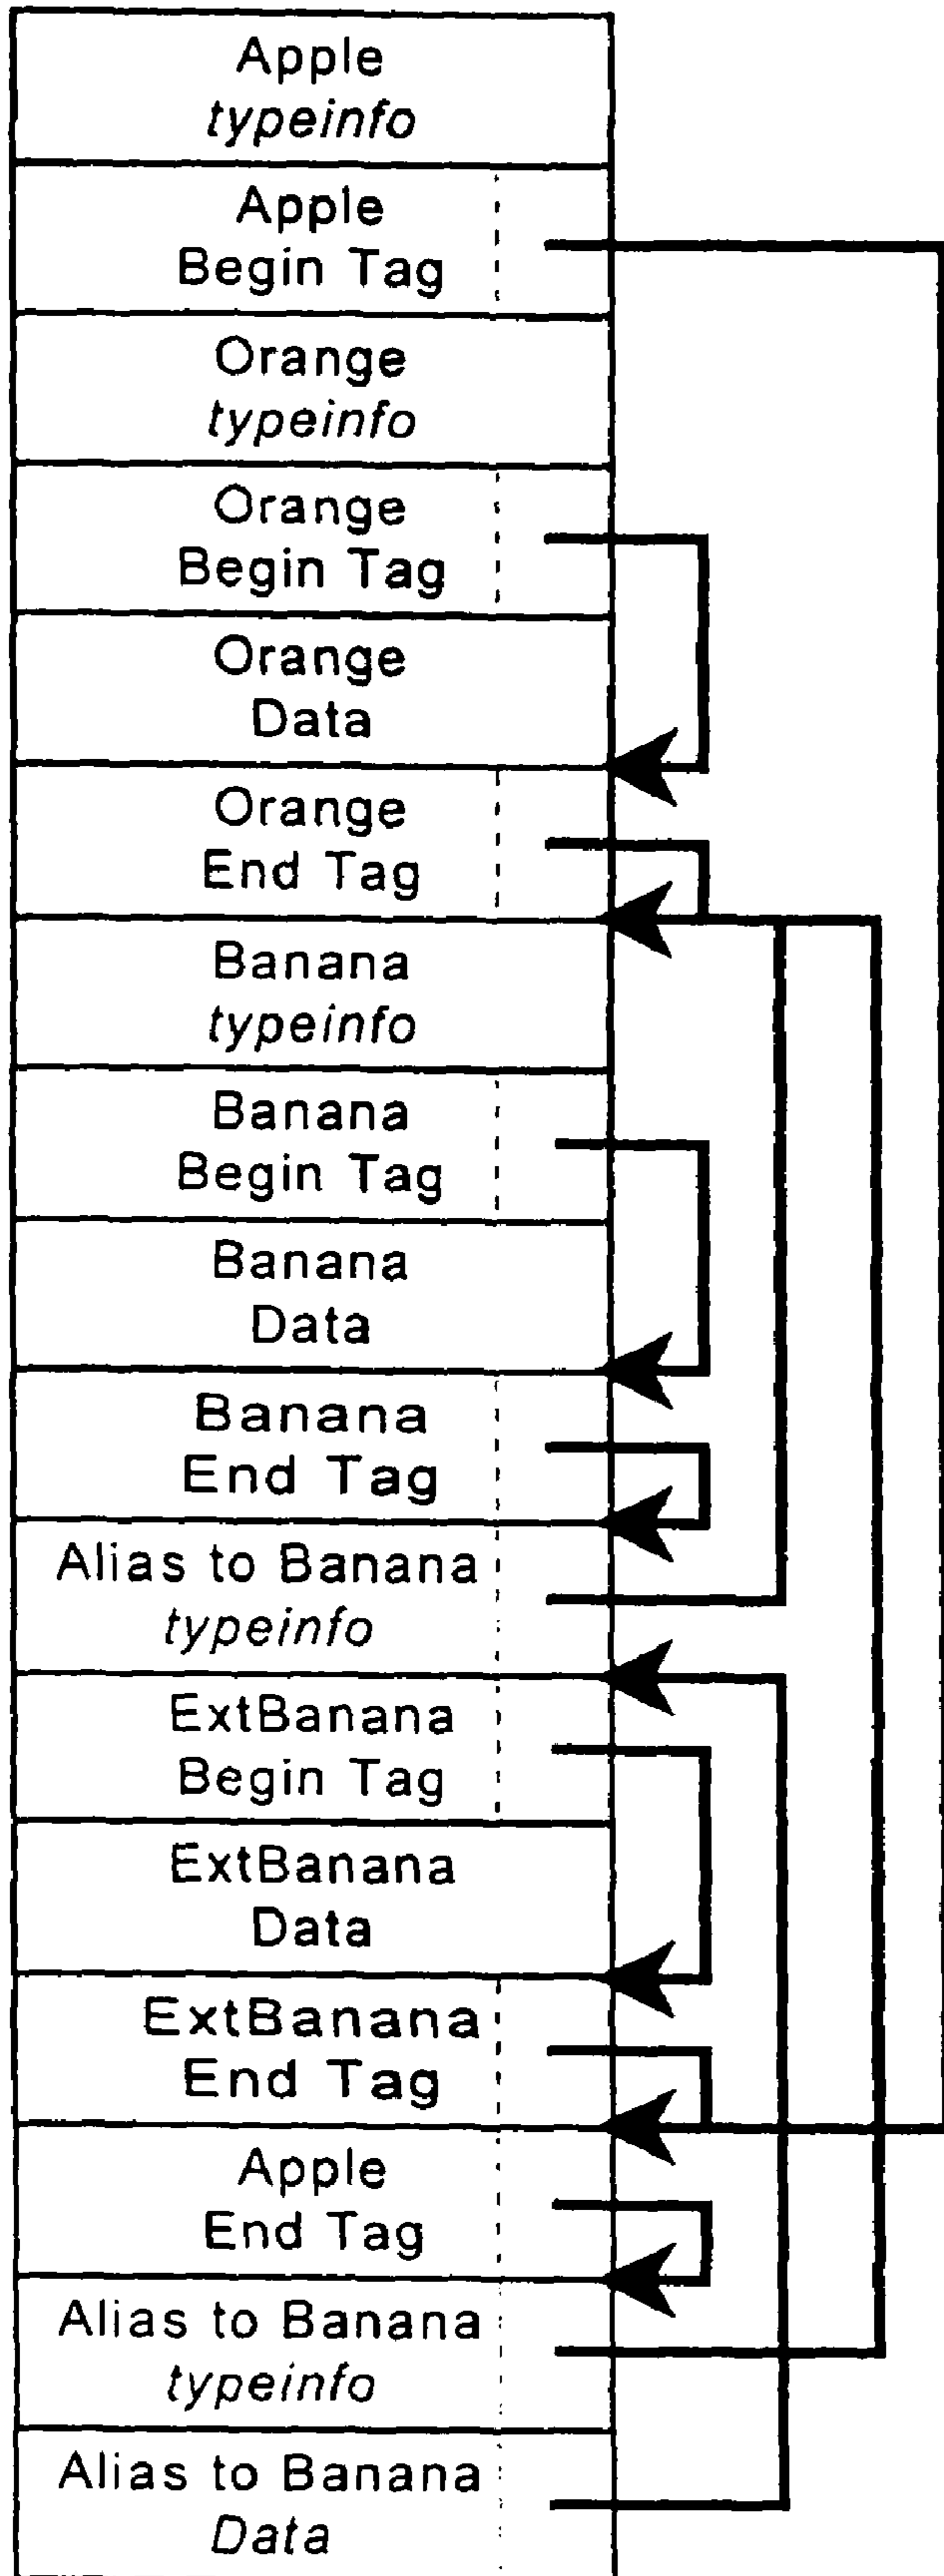 Apple
typeinfo
Apple
Begin Tag
Orange
typeinfo
Orange
Begin Tag
Orange
Data
Orange
End Tag
Banana
typeinfo
Banana
Begin Tag
Banana
Data
Banana
End Tag
Alias to Banana
typeinfo
ExtBanana
Begin Tag
ExtBanana
Data
ExtBanana
End Tag
Apple
End Tag
Alias to Banana
typeinfo
Alias to Banana
Data